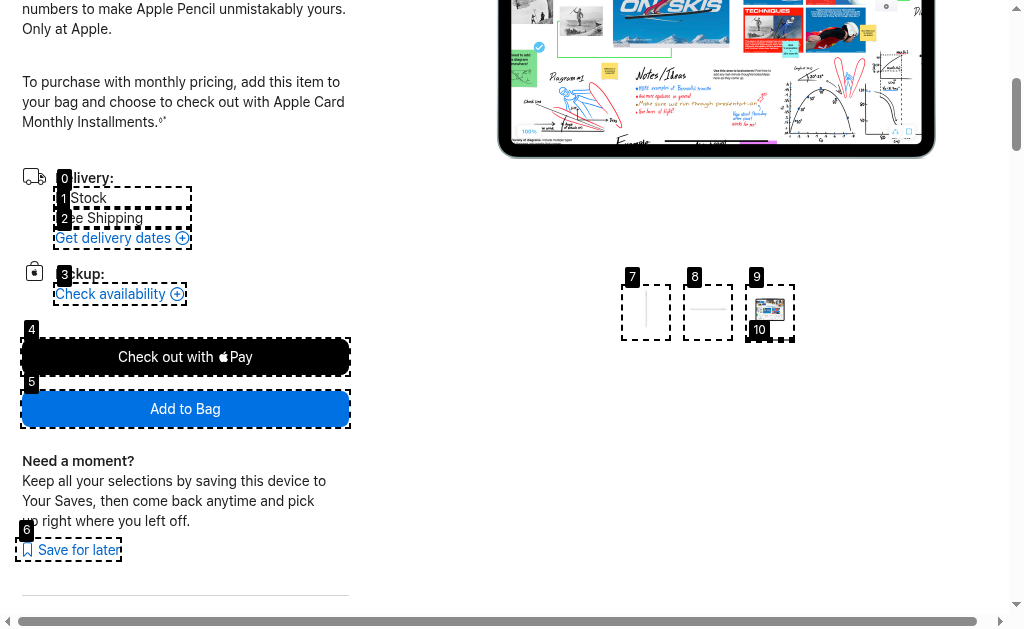 numbers to make Apple Pencil unmistakably yours.
Only at Apple.
To purchase with monthly pricing, add this item to
your bag and choose to check out with Apple Card
Monthly Installments.◊*
0
livery:
1
Stock
2
ee Shipping
Get delivery dates
3
ckup:
Check availability
4
Check out with Pay
5
Add to Bag
Need a moment?
Keep all your selections by saving this device to
Your Saves, then come back anytime and pick
up right where you left off.
6
Save for later
ON SKIS
TECHNIQUES
Diagram 1
Notes/Ideas
100%
7
8
9
10